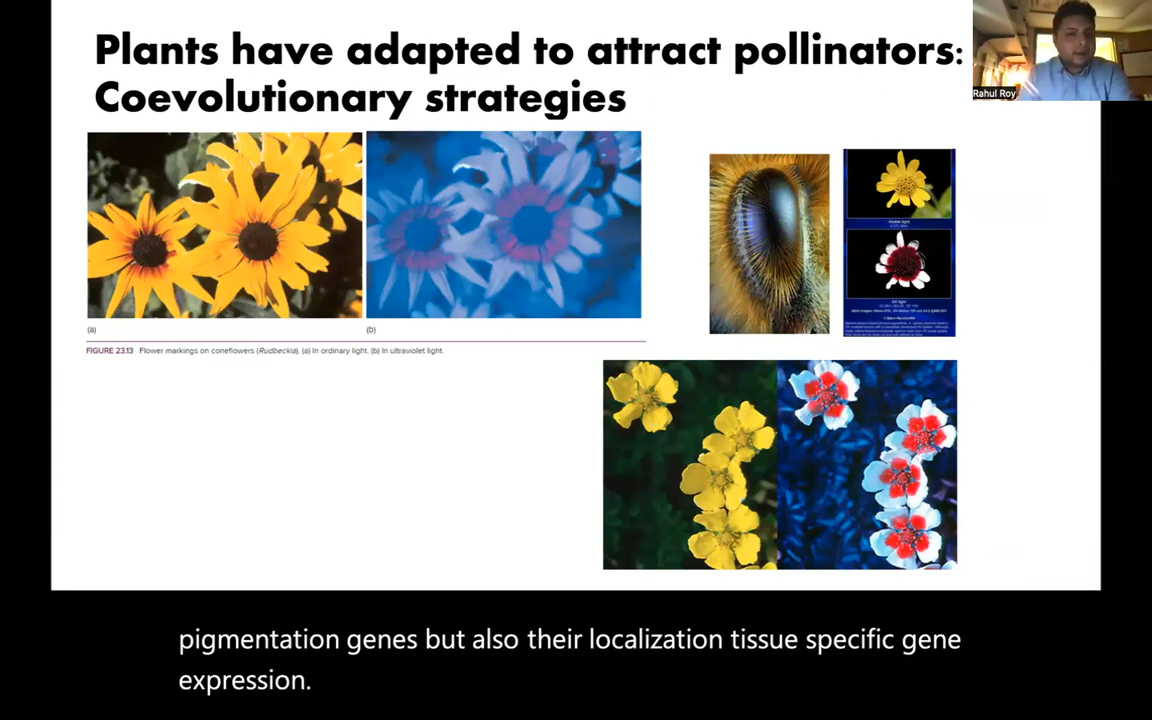 Plants have adapted to attract pollinators:
Coevolutionary strategies
Rahul Roy
(a)
(b)
FIGURE 23.13 Flower markings on coneflowers (Rudbeckia). (a) In ordinary light. (b) In ultraviolet light.
pigmentation genes but also their localization tissue specific gene
expression.